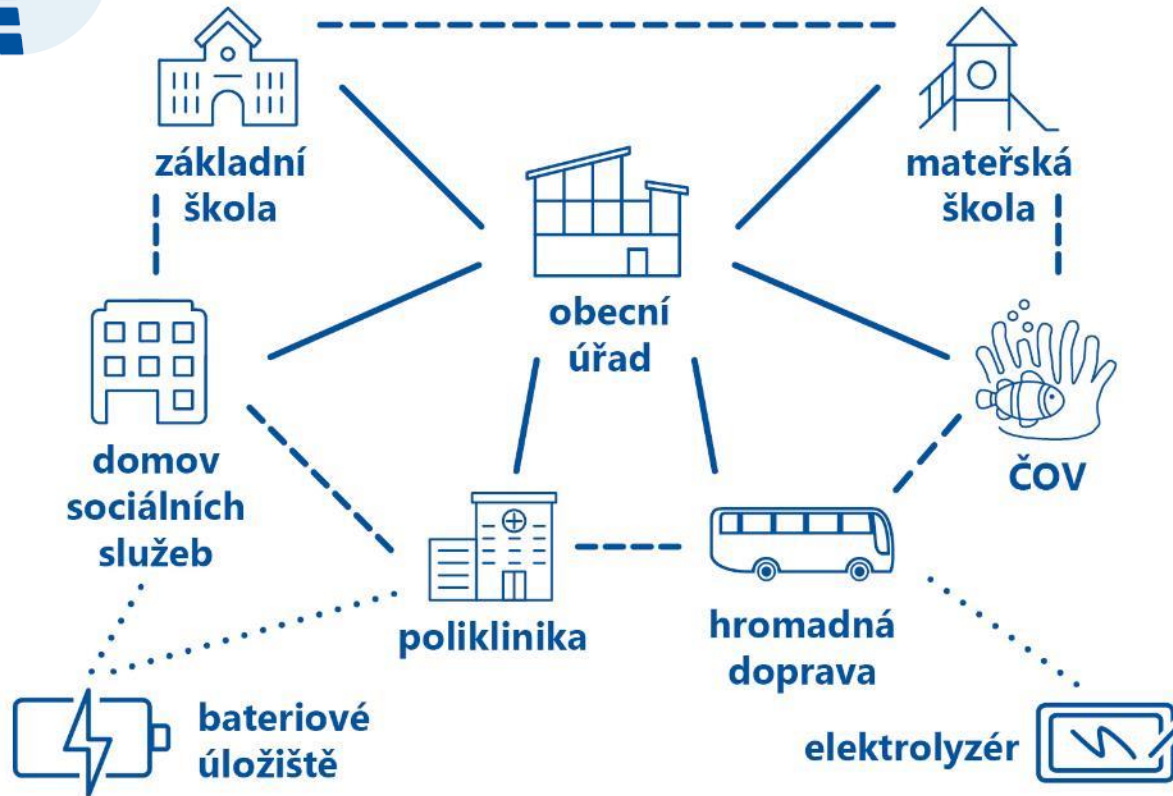 základní
škola
mateřská
škola
obecní
úřad
domov
sociálních
služeb
ČOV
poliklinika
hromadná
doprava
bateriové
úložiště
elektrolyzér